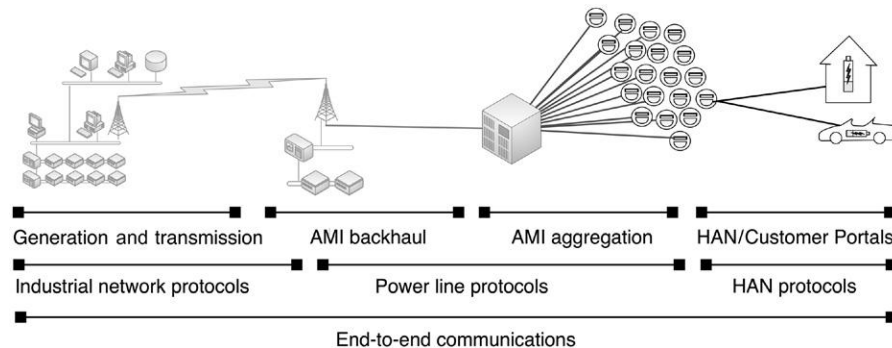 Generation and transmission
AMI backhaul
AMI aggregation
HAN/Customer Portals
Industrial network protocols
Power line protocols
HAN protocols
End-to-end communications